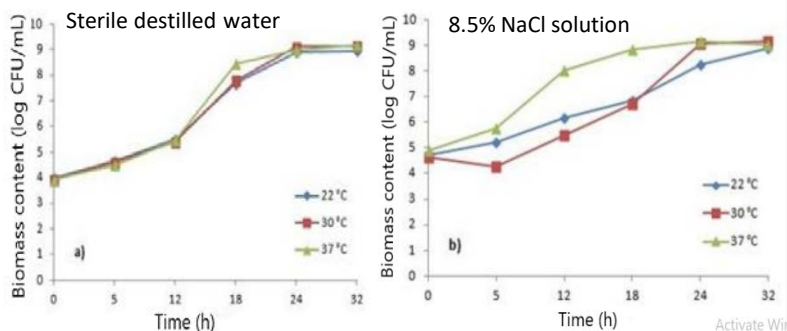 Sterile destilled water
Biomass content (log CFU/mL)
10
9
8
7
6
5
4
3
2
1
0
22 °C
30 °C
37 °C
a)
0 5 12 18 24 32
Time (h)
8.5% NaCl solution
Biomass content (log CFU/mL)
10
9
8
7
6
5
4
3
2
1
0
22 °C
30 °C
37 °C
b)
0 5 12 18 24 32
Time (h)
Activate Win